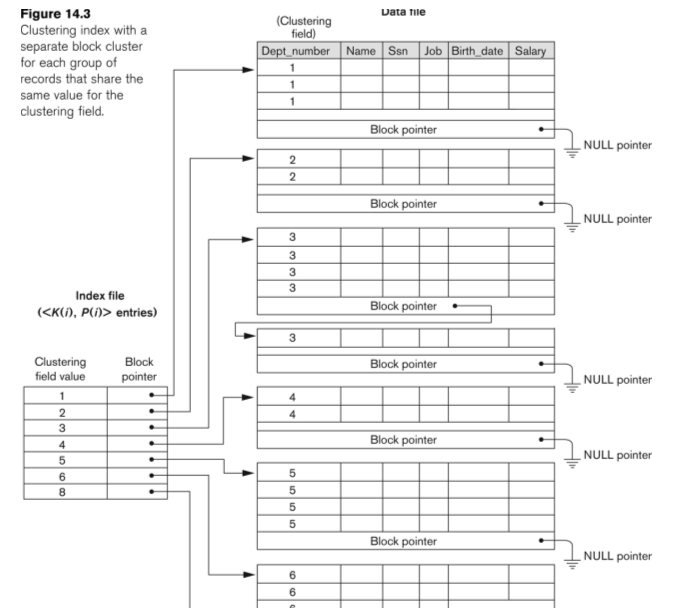 Figure 14.3
Clustering index with a
separate block cluster
for each group of
records that share the
same value for the
clustering field.
Data file
(Clustering
field)
Dept_number Name Ssn Job Birth_date Salary
1
1
1
Block pointer
NULL pointer
2
2
Block pointer
NULL pointer
3
3
3
3
Block pointer
3
Block pointer
NULL pointer
4
4
Block pointer
NULL pointer
5
5
5
5
Block pointer
NULL pointer
6
6
6
Index file
(<K(i), P(i)> entries)
Clustering
field value
Block
pointer
1
2
3
4
5
6
8